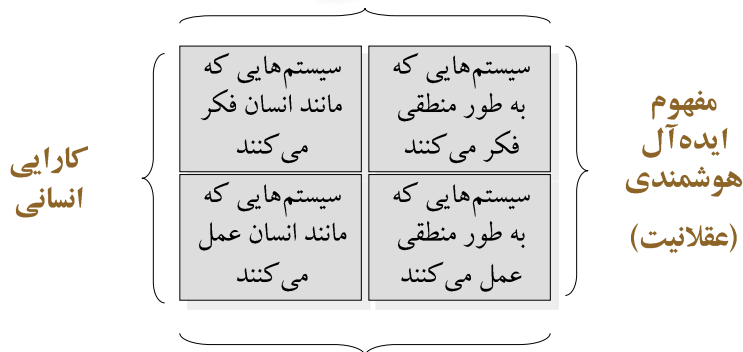 سیستم‌هایی که
به طور منطقی
فکر می‌کنند
سیستم‌هایی که
مانند انسان فکر
می‌کنند
سیستم‌هایی که
به طور منطقی
عمل می‌کنند
سیستم‌هایی که
مانند انسان عمل
می‌کنند
مفهوم
ایده‌آل
هوشمندی
(عقلانیت)
کارایی
انسانی